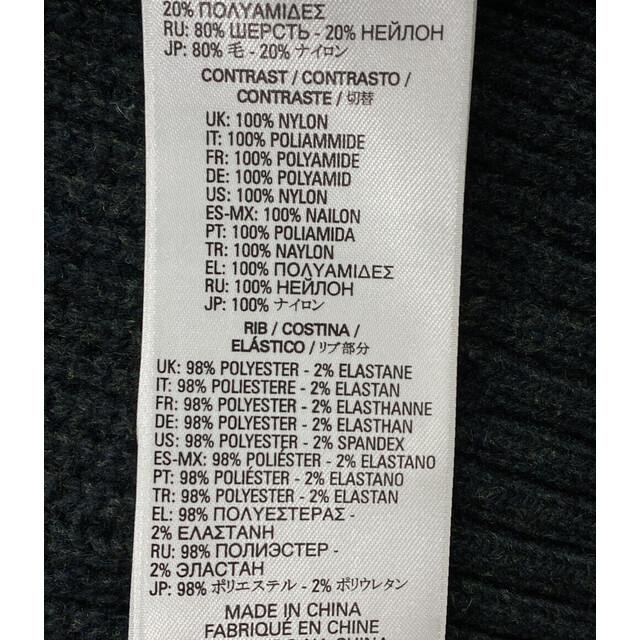 20% ΠΟΛΥΑΜΙΔΕΣ
RU: 80% ШЕРСТЬ - 20% НЕЙЛОН
JP: 80% 毛 - 20% ナイロン
CONTRAST / CONTRASTO /
CONTRASTE / 切替
UK: 100% NYLON
IT: 100% POLIAMMIDE
FR: 100% POLYAMIDE
DE: 100% POLYAMID
US: 100% NYLON
ES-MX: 100% NAILON
PT: 100% POLIAMIDA
TR: 100% NAYLON
EL: 100% ΠΟΛΥΑΜΙΔΕΣ
RU: 100% НЕЙЛОН
JP: 100% ナイロン
RIB / COSTINA /
ELÁSTICO / リブ部分
UK: 98% POLYESTER - 2% ELASTANE
IT: 98% POLIESTERE - 2% ELASTAN
FR: 98% POLYESTER - 2% ELASTHANNE
DE: 98% POLYESTER - 2% ELASTHAN
US: 98% POLYESTER - 2% SPANDEX
ES-MX: 98% POLIÉSTER - 2% ELASTANO
PT: 98% POLIÉSTER - 2% ELASTANO
TR: 98% POLYESTER - 2% ELASTAN
EL: 98% ΠΟΛΥΕΣΤΕΡΑΣ -
2% ΕΛΑΣΤΑΝΗ
RU: 98% ПОЛИЭСТЕР -
2% ЭЛАСТАН
JP: 98% ポリエステル - 2% ポリウレタン
MADE IN CHINA
FABRIQUÉ EN CHINE